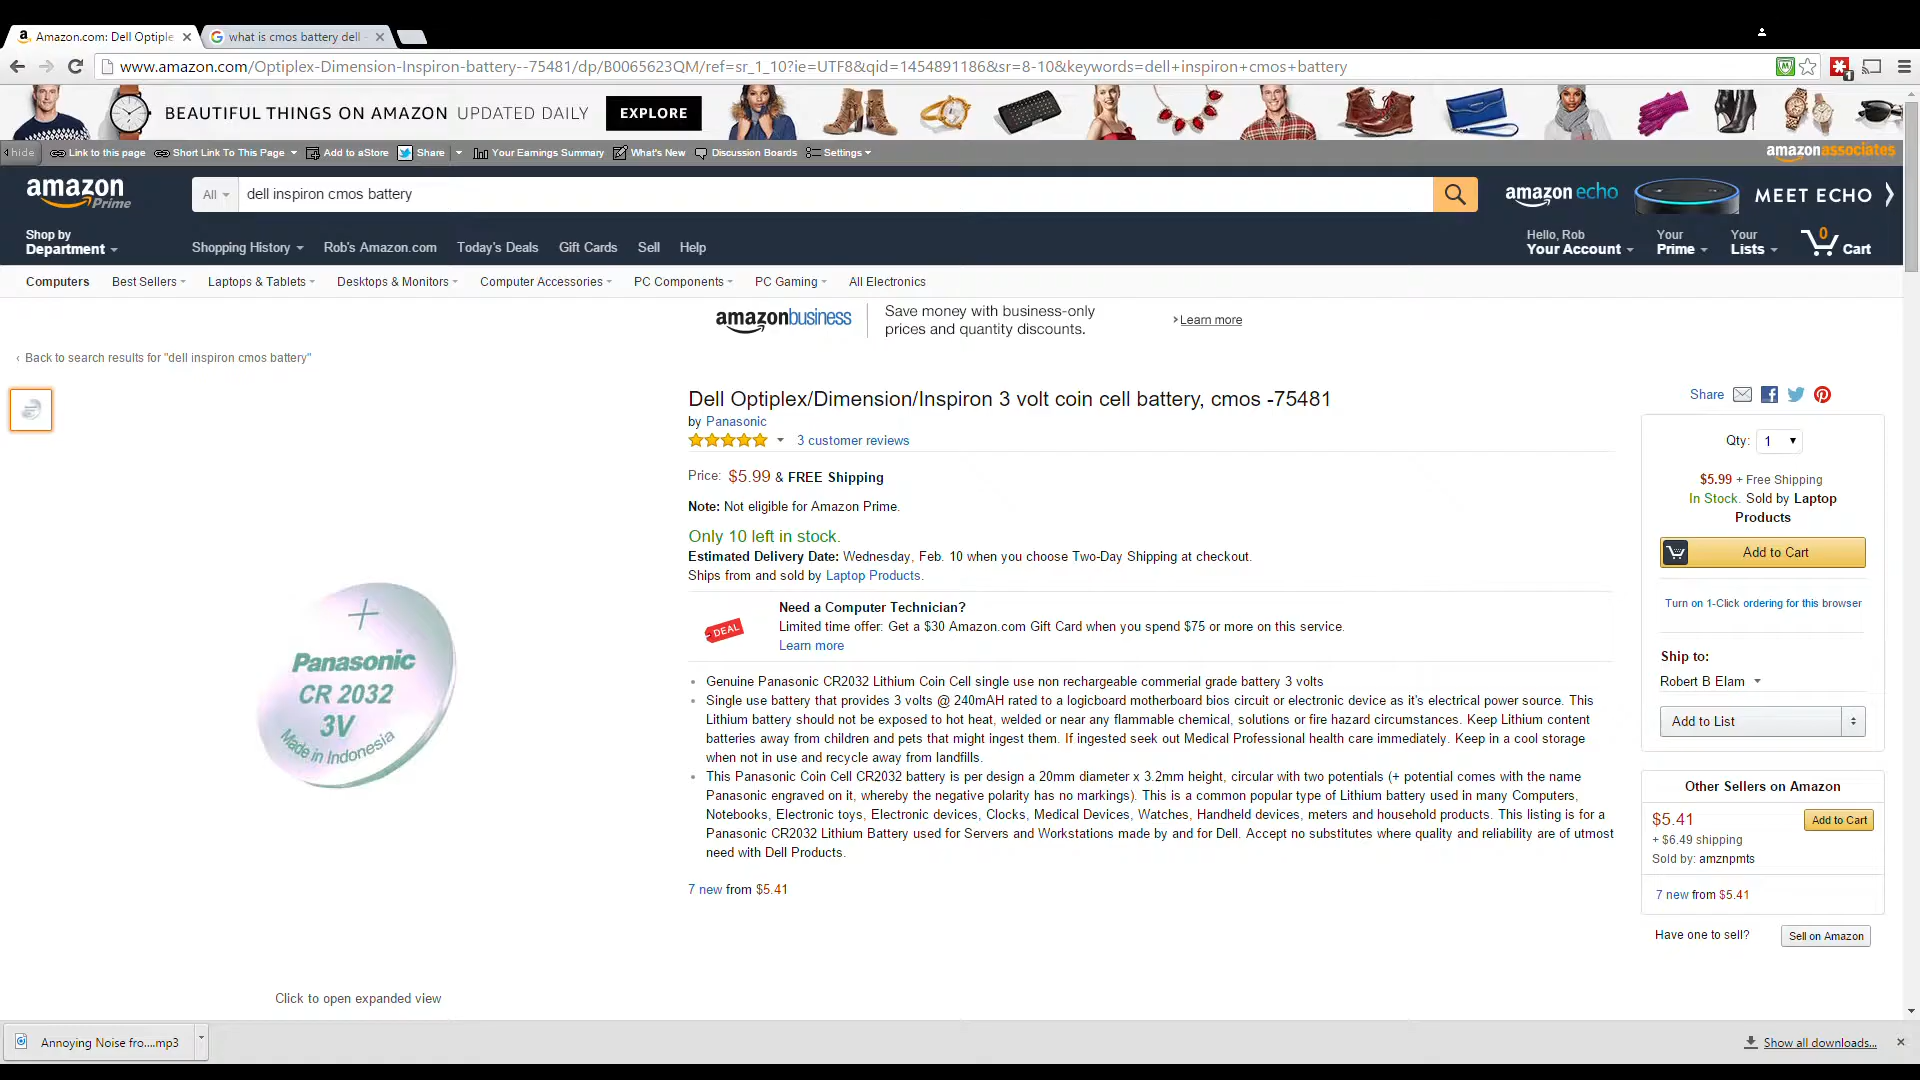 Amazon.com: Dell Optiple
what is cmos battery dell -
www.amazon.com/Optiplex-Dimension-Inspiron-battery--75481/dp/B0065623QM/ref=sr_1_10?ie=UTF8&qid=1454891186&sr=8-10&keywords=dell+inspiron+cmos+battery
1
BEAUTIFUL THINGS ON AMAZON UPDATED DAILY EXPLORE
hide Link to this page Short Link To This Page Add to aStore Share Your Earnings Summary What's New Discussion Boards Settings amazonassociates
amazon Prime
All dell inspiron cmos battery
amazon echo MEET ECHO
Shop by Department
Shopping History Rob's Amazon.com Today's Deals Gift Cards Sell Help
Hello, Rob Your Account
Your Prime
Your Lists
0 Cart
Computers Best Sellers Laptops & Tablets Desktops & Monitors Computer Accessories PC Components PC Gaming All Electronics
amazonbusiness
Save money with business-only
prices and quantity discounts.
› Learn more
‹ Back to search results for "dell inspiron cmos battery"
Panasonic
CR 2032
3V
Made in Indonesia
Click to open expanded view
Dell Optiplex/Dimension/Inspiron 3 volt coin cell battery, cmos -75481
by Panasonic
3 customer reviews
Price: $5.99 & FREE Shipping
Note: Not eligible for Amazon Prime.
Only 10 left in stock.
Estimated Delivery Date: Wednesday, Feb. 10 when you choose Two-Day Shipping at checkout.
Ships from and sold by Laptop Products.
DEAL
Need a Computer Technician?
Limited time offer: Get a $30 Amazon.com Gift Card when you spend $75 or more on this service.
Learn more
Genuine Panasonic CR2032 Lithium Coin Cell single use non rechargeable commerial grade battery 3 volts
Single use battery that provides 3 volts @ 240mAH rated to a logicboard motherboard bios circuit or electronic device as it's electrical power source. This
Lithium battery should not be exposed to hot heat, welded or near any flammable chemical, solutions or fire hazard circumstances. Keep Lithium content
batteries away from children and pets that might ingest them. If ingested seek out Medical Professional health care immediately. Keep in a cool storage
when not in use and recycle away from landfills.
This Panasonic Coin Cell CR2032 battery is per design a 20mm diameter x 3.2mm height, circular with two potentials (+ potential comes with the name
Panasonic engraved on it, whereby the negative polarity has no markings). This is a common popular type of Lithium battery used in many Computers,
Notebooks, Electronic toys, Electronic devices, Clocks, Medical Devices, Watches, Handheld devices, meters and household products. This listing is for a
Panasonic CR2032 Lithium Battery used for Servers and Workstations made by and for Dell. Accept no substitutes where quality and reliability are of utmost
need with Dell Products.
7 new from $5.41
Share
Qty: 1
$5.99 + Free Shipping
In Stock. Sold by Laptop
Products
Add to Cart
Turn on 1-Click ordering for this browser
Ship to:
Robert B Elam
Add to List
Other Sellers on Amazon
$5.41 Add to Cart
+ $6.49 shipping
Sold by: amznpmts
7 new from $5.41
Have one to sell? Sell on Amazon
Annoying Noise fro....mp3
Show all downloads...